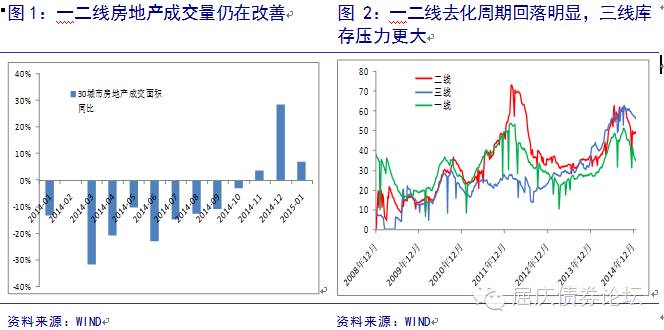 图 1：一二线房地产成交量仍在改善
40%
30%
20%
10%
0%
-10%
-20%
-30%
-40%
30城市房地产成交面积
同比
2014-01
2014-02
2014-03
2014-04
2014-05
2014-06
2014-07
2014-08
2014-09
2014-10
2014-11
2014-12
2015-01
资料来源：WIND
图 2：一二线去化周期回落明显，三线库
存压力更大
80
70
60
50
40
30
20
10
0
二线
三线
一线
2008年12月
2009年12月
2010年12月
2011年12月
2012年12月
2013年12月
2014年12月
资料来源：WIND
屈庆债券论坛